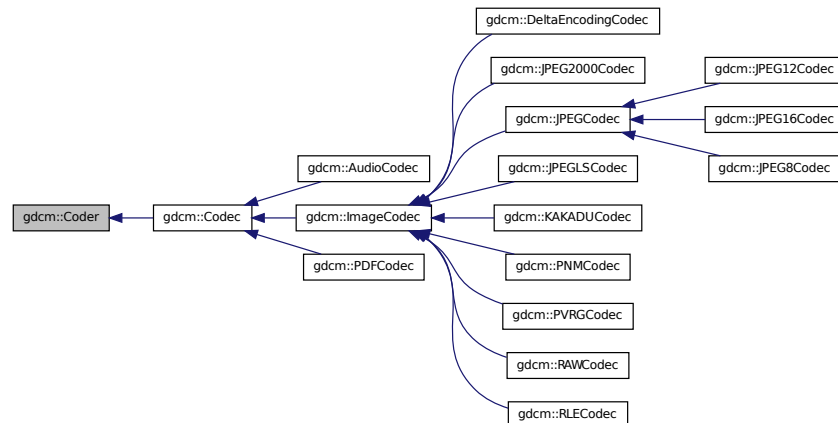 gdcm::DeltaEncodingCodec
gdcm::JPEG2000Codec
gdcm::JPEG12Codec
gdcm::JPEGCodec
gdcm::JPEG16Codec
gdcm::AudioCodec
gdcm::JPEGLSCodec
gdcm::JPEG8Codec
gdcm::Coder
gdcm::Codec
gdcm::ImageCodec
gdcm::KAKADUCodec
gdcm::PDFCodec
gdcm::PNMCodec
gdcm::PVRGCodec
gdcm::RAWCodec
gdcm::RLECodec